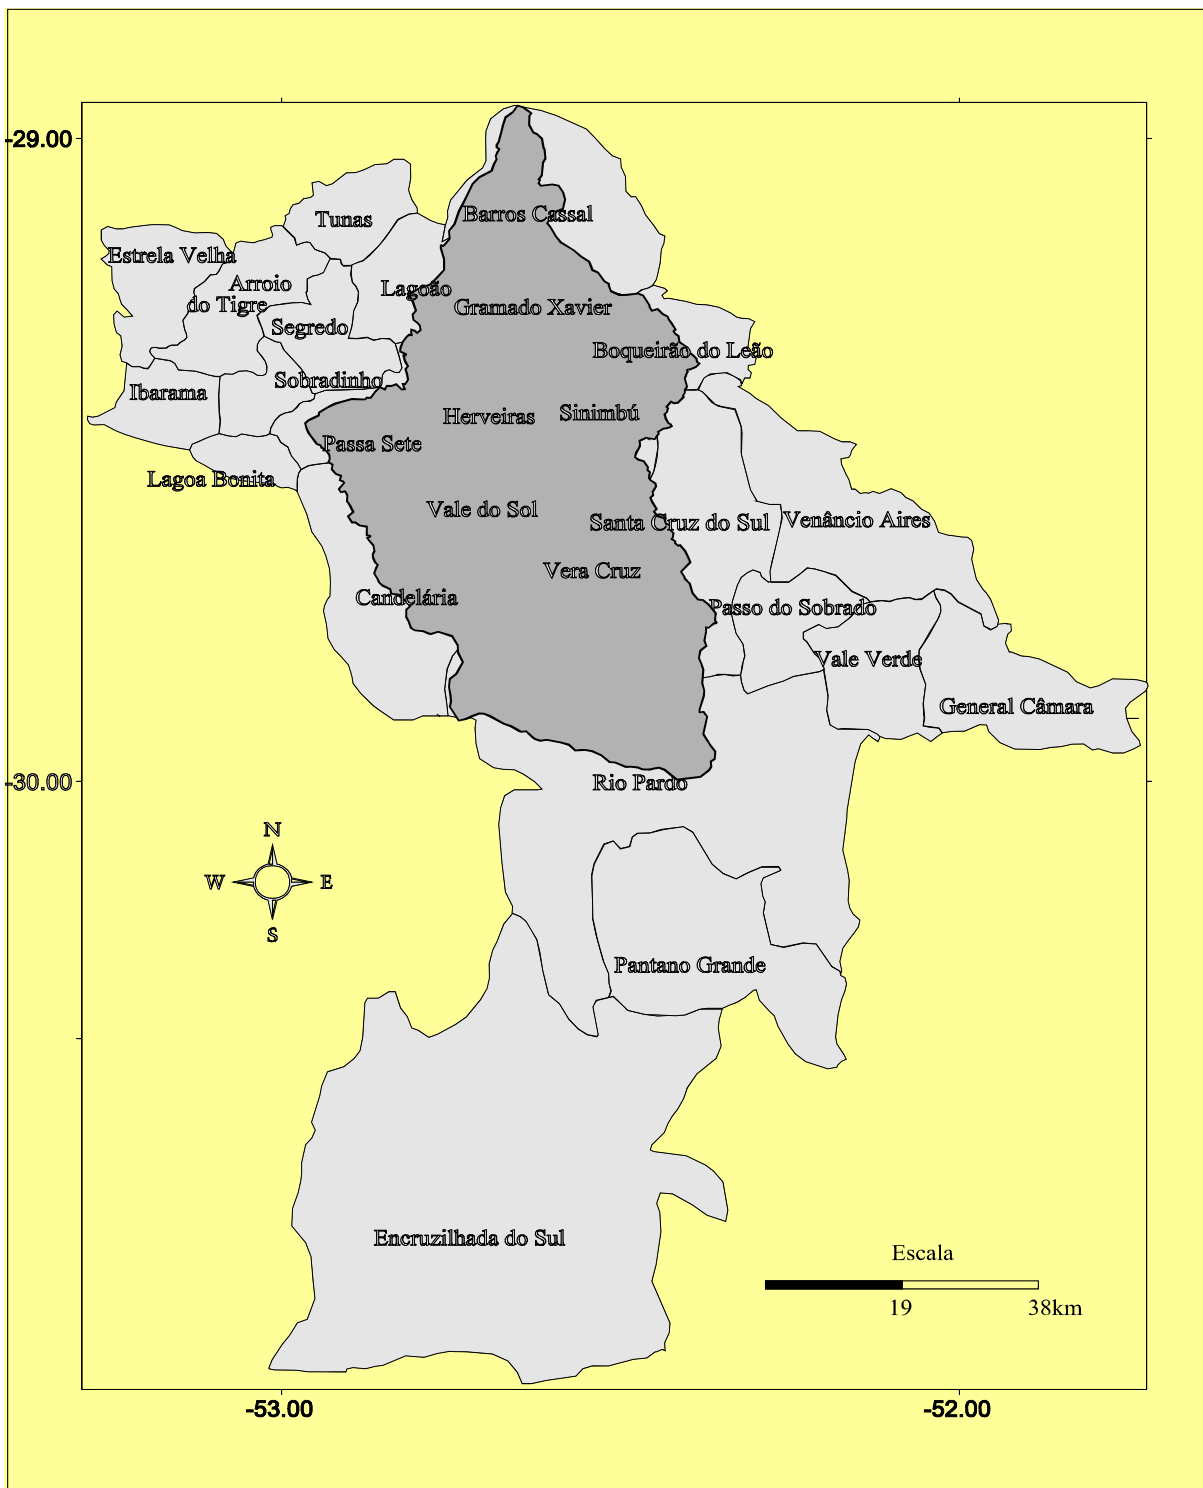 -29.00
Barros Cassal
Tunas
Estrela Velha
Arroio
do Tigre
Lagoão
Gramado Xavier
Segredo
Boqueirão do Leão
Sobradinho
Ibarama
Herveiras
Sinimbú
Passa Sete
Lagoa Bonita
Vale do Sol
Santa Cruz do Sul
Venâncio Aires
Vera Cruz
Candelária
Passo do Sobrado
Vale Verde
General Câmara
-30.00
Rio Pardo
N
W
E
S
Pantano Grande
Encruzilhada do Sul
Escala
19
38km
-53.00
-52.00